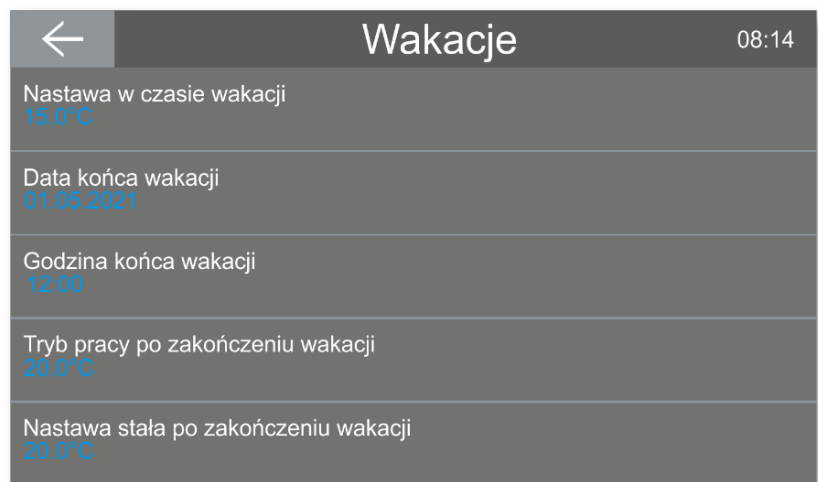 Wakacje
08:14
Nastawa w czasie wakacji
15.0°C
Data końca wakacji
01.05.2021
Godzina końca wakacji
12:00
Tryb pracy po zakończeniu wakacji
20.0°C
Nastawa stała po zakończeniu wakacji
20.0°C